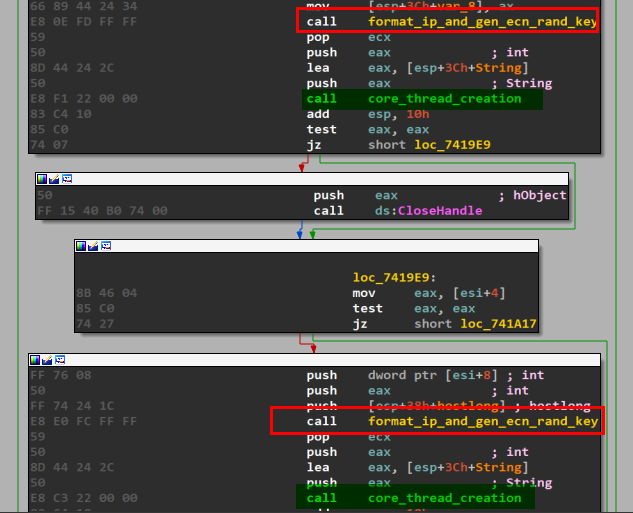 66 89 44 24 34 mov [esp+3Ch+var_8], ax
E8 0E FD FF FF call format_ip_and_gen_ecn_rand_key
59 pop ecx
50 push eax ; int
8D 44 24 2C lea eax, [esp+3Ch+String]
50 push eax ; String
E8 F1 22 00 00 call core_thread_creation
83 C4 10 add esp, 10h
85 C0 test eax, eax
74 07 jz short loc_7419E9
50 push eax ; hObject
FF 15 40 B0 74 00 call ds:CloseHandle
loc_7419E9:
8B 46 04 mov eax, [esi+4]
85 C0 test eax, eax
74 27 jz short loc_741A17
FF 76 08 push dword ptr [esi+8] ; int
50 push eax ; int
FF 74 24 1C push [esp+38h+hostlong] ; hostlong
E8 E0 FC FF FF call format_ip_and_gen_ecn_rand_key
59 pop ecx
50 push eax ; int
8D 44 24 2C lea eax, [esp+3Ch+String]
50 push eax ; String
E8 C3 22 00 00 call core_thread_creation